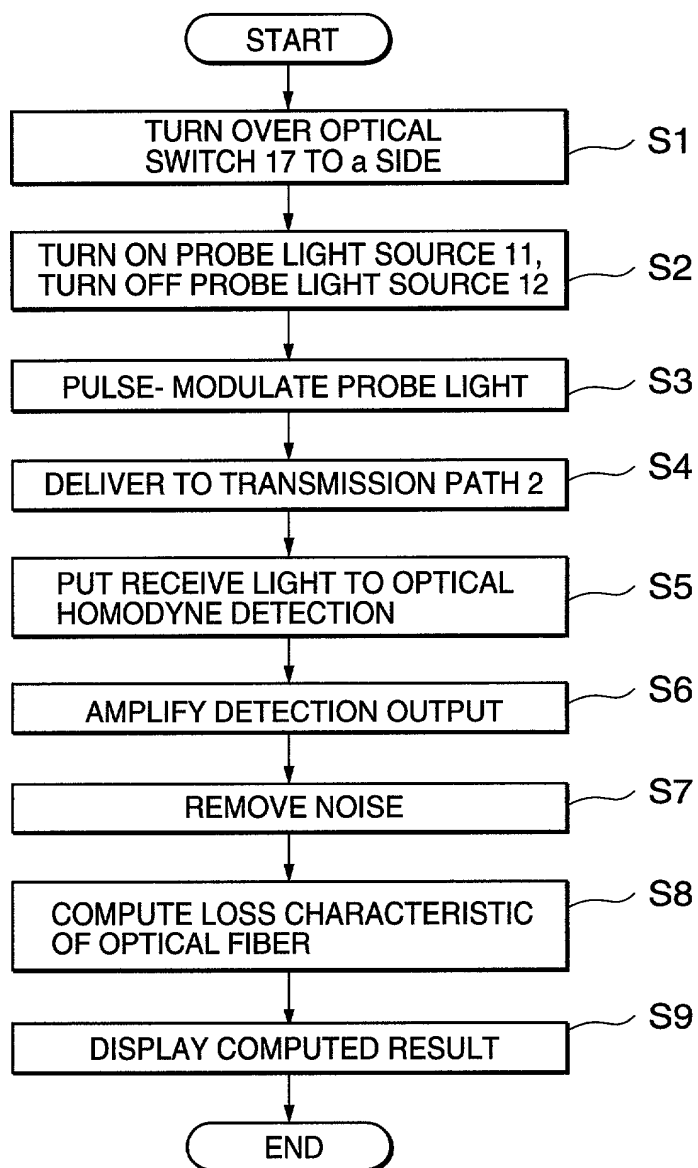 START
TURN OVER OPTICAL
SWITCH 17 TO a SIDE
S1
TURN ON PROBE LIGHT SOURCE 11,
TURN OFF PROBE LIGHT SOURCE 12
S2
PULSE- MODULATE PROBE LIGHT
S3
DELIVER TO TRANSMISSION PATH 2
S4
PUT RECEIVE LIGHT TO OPTICAL
HOMODYNE DETECTION
S5
AMPLIFY DETECTION OUTPUT
S6
REMOVE NOISE
S7
COMPUTE LOSS CHARACTERISTIC
OF OPTICAL FIBER
S8
DISPLAY COMPUTED RESULT
S9
END